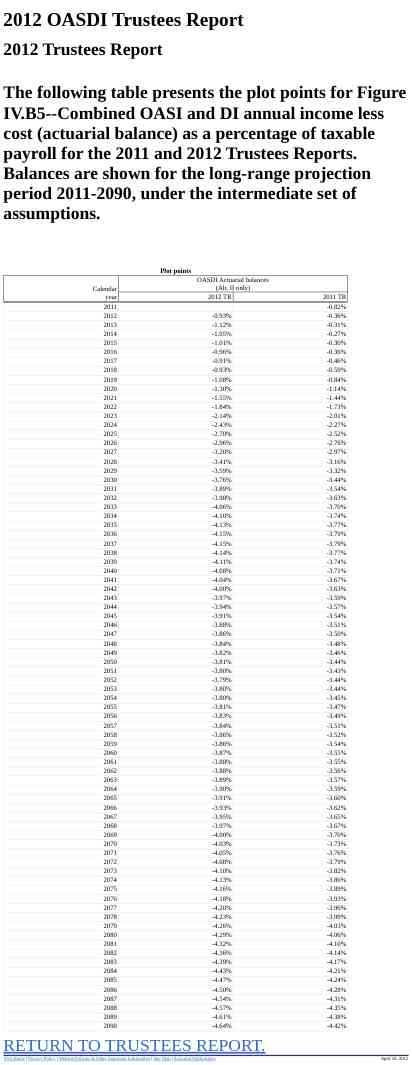 2012 OASDI Trustees Report
2012 Trustees Report
The following table presents the plot points for Figure
IV.B5--Combined OASI and DI annual income less
cost (actuarial balance) as a percentage of taxable
payroll for the 2011 and 2012 Trustees Reports.
Balances are shown for the long-range projection
period 2011-2090, under the intermediate set of
assumptions.
Plot points
OASDI Actuarial balances
Calendar (Alt. II only)
year 2012 TR 2011 TR
2011 -0.82%
2012 -0.93% -0.36%
2013 -1.12% -0.31%
2014 -1.05% -0.27%
2015 -1.01% -0.30%
2016 -0.96% -0.36%
2017 -0.91% -0.46%
2018 -0.93% -0.59%
2019 -1.08% -0.84%
2020 -1.30% -1.14%
2021 -1.55% -1.44%
2022 -1.84% -1.73%
2023 -2.14% -2.01%
2024 -2.43% -2.27%
2025 -2.70% -2.52%
2026 -2.96% -2.76%
2027 -3.20% -2.97%
2028 -3.41% -3.16%
2029 -3.59% -3.32%
2030 -3.76% -3.44%
2031 -3.89% -3.54%
2032 -3.98% -3.63%
2033 -4.06% -3.70%
2034 -4.10% -3.74%
2035 -4.13% -3.77%
2036 -4.15% -3.79%
2037 -4.15% -3.79%
2038 -4.14% -3.77%
2039 -4.11% -3.74%
2040 -4.08% -3.71%
2041 -4.04% -3.67%
2042 -4.00% -3.63%
2043 -3.97% -3.59%
2044 -3.94% -3.57%
2045 -3.91% -3.54%
2046 -3.88% -3.51%
2047 -3.86% -3.50%
2048 -3.84% -3.48%
2049 -3.82% -3.46%
2050 -3.81% -3.44%
2051 -3.80% -3.43%
2052 -3.79% -3.44%
2053 -3.80% -3.44%
2054 -3.80% -3.45%
2055 -3.81% -3.47%
2056 -3.83% -3.49%
2057 -3.84% -3.51%
2058 -3.86% -3.52%
2059 -3.86% -3.54%
2060 -3.87% -3.55%
2061 -3.88% -3.55%
2062 -3.88% -3.56%
2063 -3.89% -3.57%
2064 -3.90% -3.59%
2065 -3.91% -3.60%
2066 -3.93% -3.62%
2067 -3.95% -3.65%
2068 -3.97% -3.67%
2069 -4.00% -3.70%
2070 -4.03% -3.73%
2071 -4.05% -3.76%
2072 -4.08% -3.79%
2073 -4.10% -3.82%
2074 -4.13% -3.86%
2075 -4.16% -3.89%
2076 -4.18% -3.93%
2077 -4.20% -3.96%
2078 -4.23% -3.99%
2079 -4.26% -4.03%
2080 -4.29% -4.06%
2081 -4.32% -4.10%
2082 -4.36% -4.14%
2083 -4.39% -4.17%
2084 -4.43% -4.21%
2085 -4.47% -4.24%
2086 -4.50% -4.28%
2087 -4.54% -4.31%
2088 -4.57% -4.35%
2089 -4.61% -4.38%
2090 -4.64% -4.42%
RETURN TO TRUSTEES REPORT.